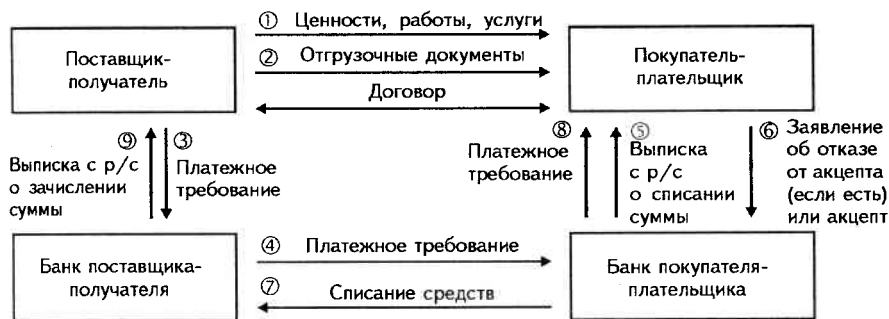 ① Ценности, работы, услуги
Поставщик-
получатель
② Отгрузочные документы
Договор
Покупатель-
плательщик
⑨
Выписка с р/с
о зачислении
суммы
③
Платежное
требование
⑧
Платежное
требование
⑤
Выписка
с р/с
о списании
суммы
⑥ Заявление
об отказе
от акцепта
(если есть)
или акцепт
Банк поставщика-
получателя
④ Платежное требование
⑦ Списание средств
Банк покупателя-
плательщика